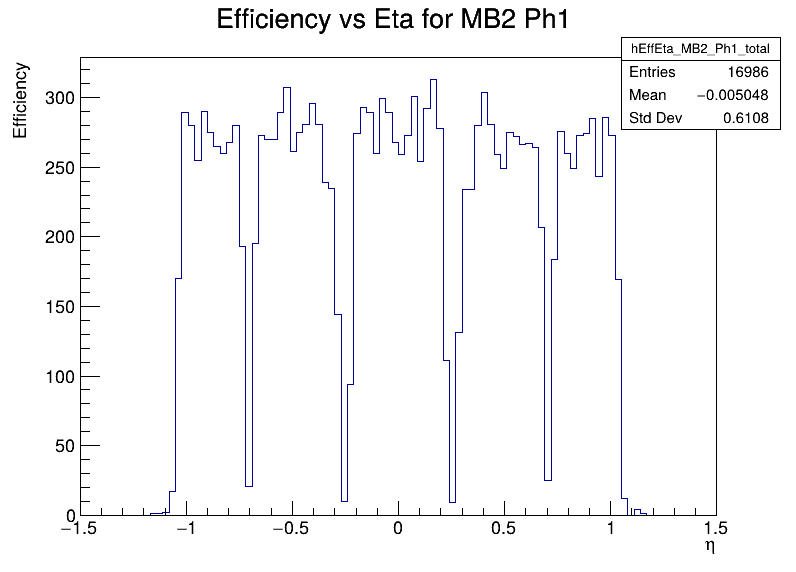 Efficiency vs Eta for MB2 Ph1
hEffEta_MB2_Ph1_total
Entries 16986
Mean −0.005048
Std Dev 0.6108
Efficiency
300
250
200
150
100
50
0
−1.5 −1 −0.5 0 0.5 1 1.5
η